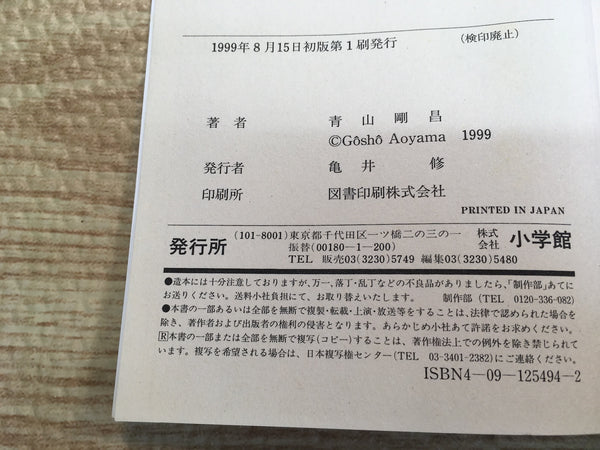 1999年8月15日初版第1刷発行 (検印廃止)
著者 青山剛昌
©Gôshô Aoyama 1999
発行者 亀井 修
印刷所 図書印刷株式会社
PRINTED IN JAPAN
発行所 (101-8001)東京都千代田区一ツ橋二の三の一 株式会社 小学館
振替(00180-1-200)
TEL 販売03(3230)5749 編集03(3230)5480
●造本には十分注意しておりますが、万一、落丁・乱丁などの不良品がありましたら、「制作部」あてに
お送りください。送料小社負担にて、お取り替えいたします。 制作部(TEL 0120-336-082)
●本書の一部あるいは全部を無断で複製・転載・上演・放送等をすることは、法律で認められた場合を
除き、著作者および出版者の権利の侵害となります。あらかじめ小社あて許諾をお求めください。
R本書の一部または全部を無断で複写(コピー)することは、著作権法上での例外を除き禁じられて
います。複写を希望される場合は、日本複写権センター(TEL 03-3401-2382)にご連絡ください。
ISBN4-09-125494-2